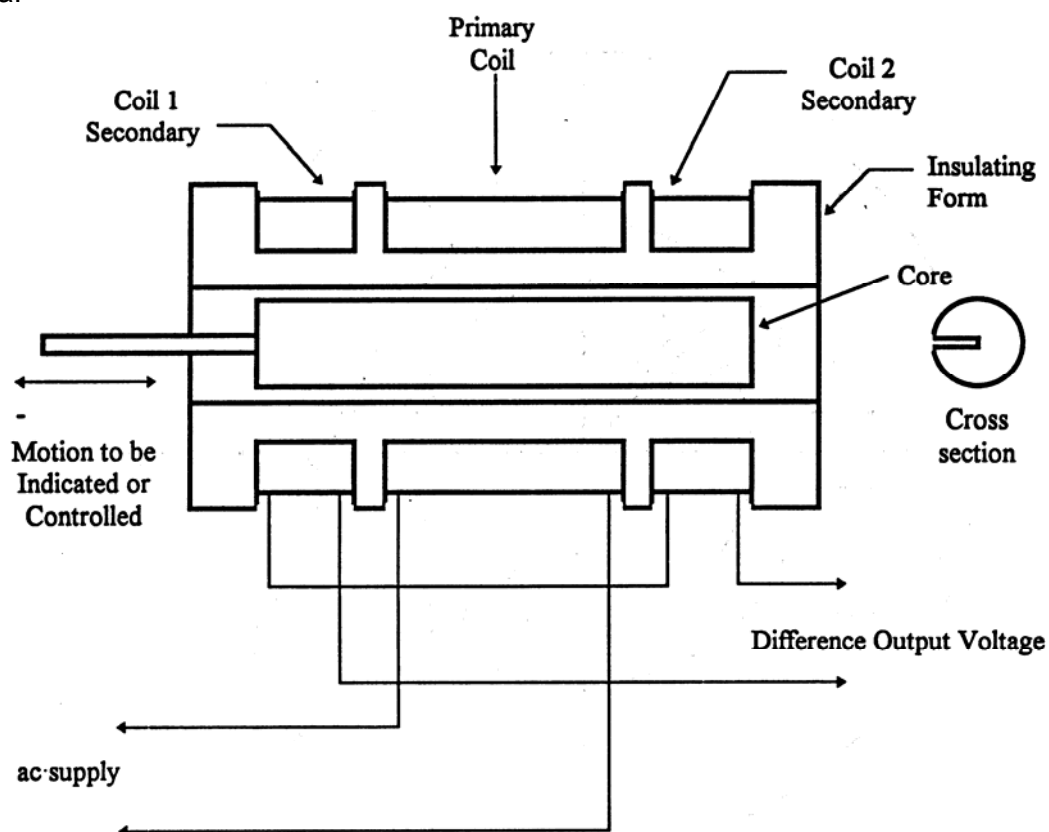 a.
Primary
Coil
Coil 1
Secondary
Coil 2
Secondary
Insulating
Form
Core
-
Motion to be
Indicated or
Controlled
Cross
section
Difference Output Voltage
ac supply